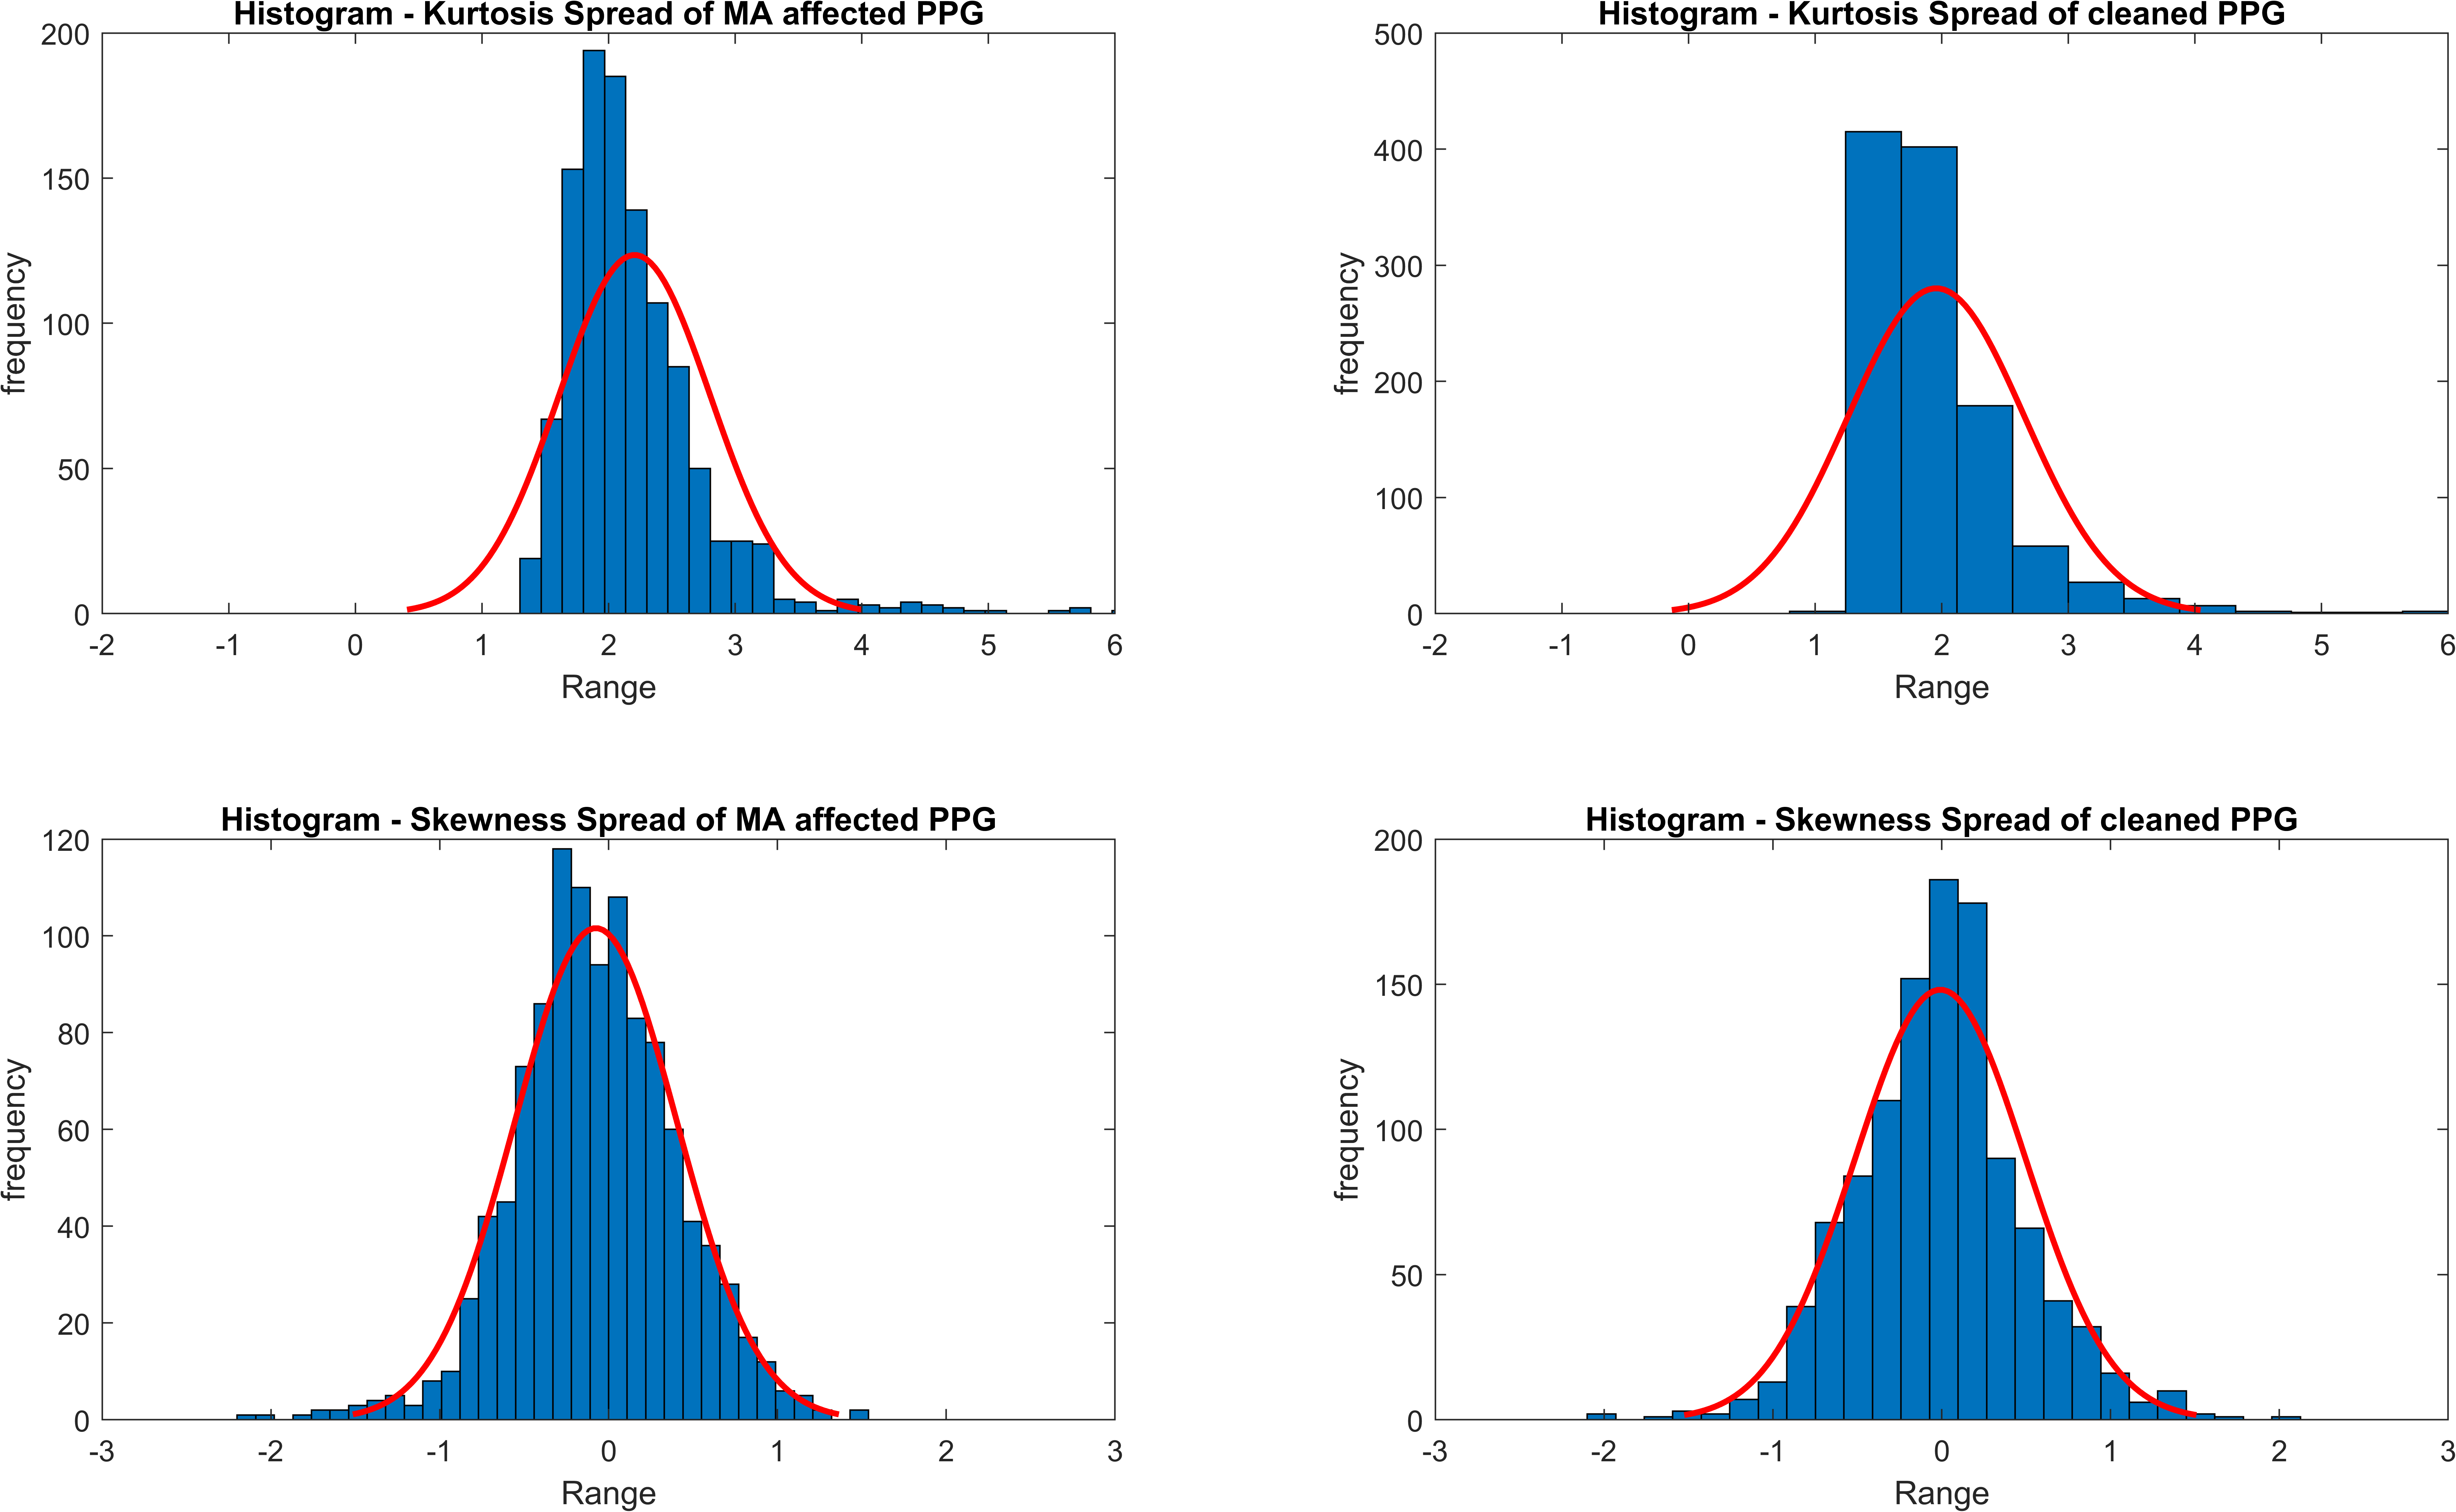 Histogram - Kurtosis Spread of MA affected PPG
200
150
100
50
0
frequency
-2 -1 0 1 2 3 4 5 6
Range
Histogram - Kurtosis Spread of cleaned PPG
500
400
300
200
100
0
frequency
-2 -1 0 1 2 3 4 5 6
Range
Histogram - Skewness Spread of MA affected PPG
120
100
80
60
40
20
0
frequency
-3 -2 -1 0 1 2 3
Range
Histogram - Skewness Spread of cleaned PPG
200
150
100
50
0
frequency
-3 -2 -1 0 1 2 3
Range